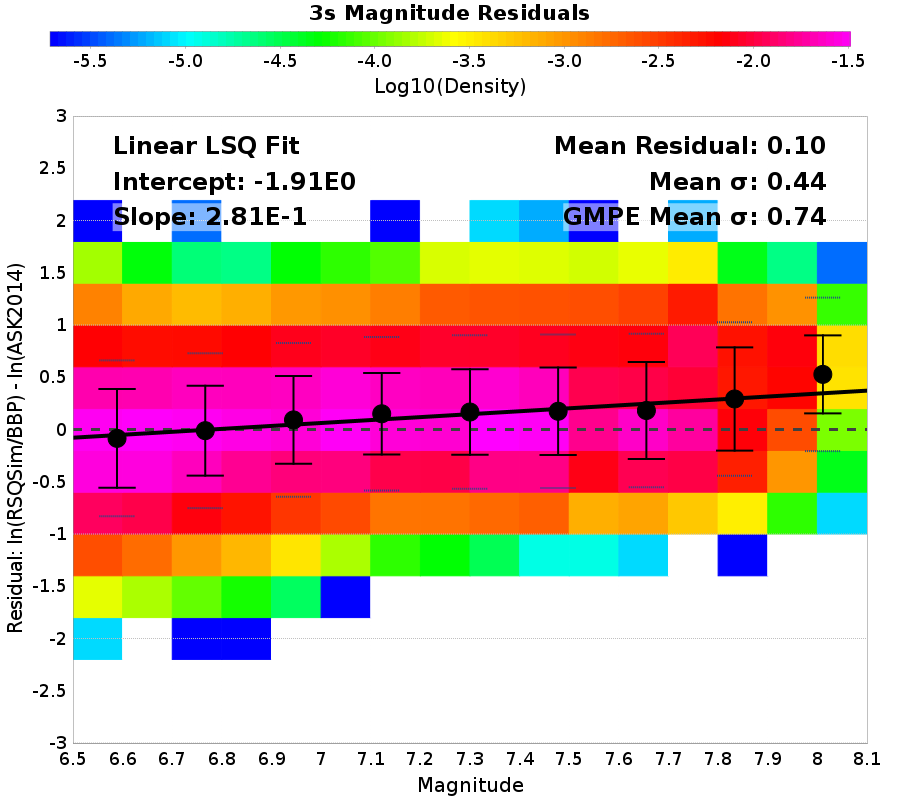 3s Magnitude Residuals
-5.5 -5.0 -4.5 -4.0 -3.5 -3.0 -2.5 -2.0 -1.5
Log10(Density)
Linear LSQ Fit
Intercept: -1.91E0
Slope: 2.81E-1
Mean Residual: 0.10
Mean σ: 0.44
GMPE Mean σ: 0.74
Residual: ln(RSQSim/BBP) - ln(ASK2014)
3
2.5
2
1.5
1
0.5
0
-0.5
-1
-1.5
-2
-2.5
-3
6.5 6.6 6.7 6.8 6.9 7 7.1 7.2 7.3 7.4 7.5 7.6 7.7 7.8 7.9 8 8.1
Magnitude